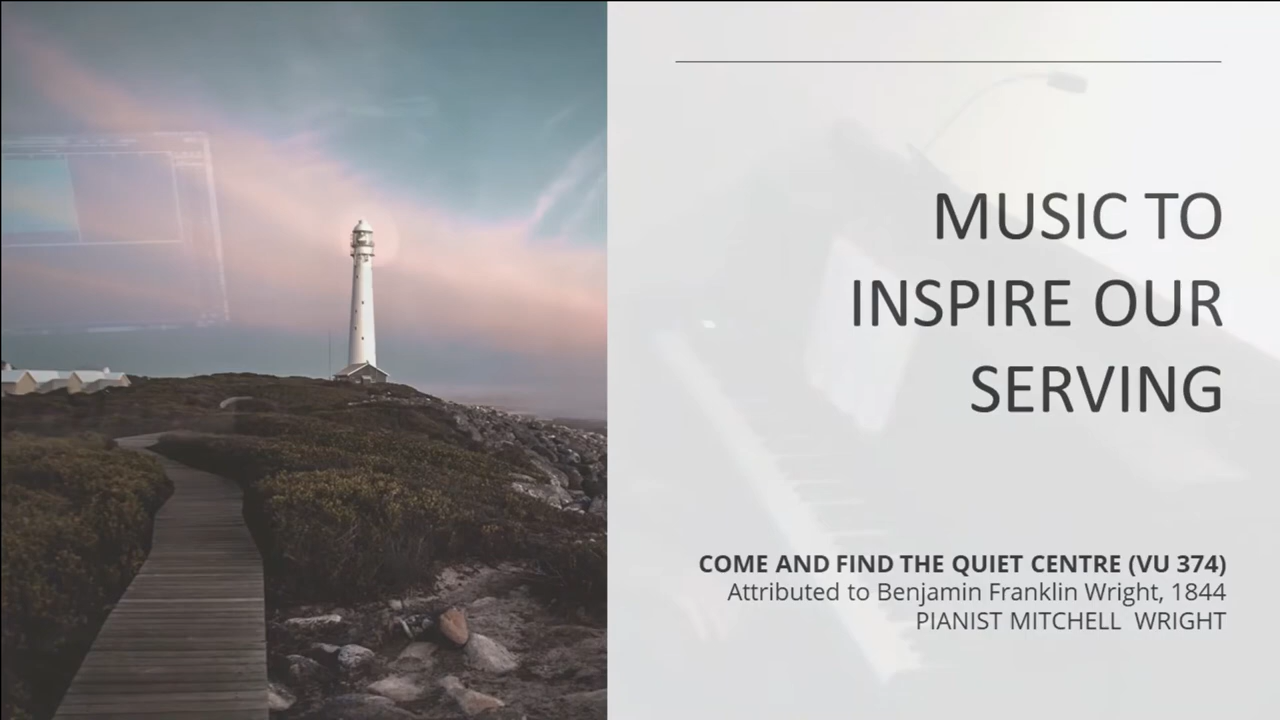 MUSIC TO
INSPIRE OUR
SERVING
COME AND FIND THE QUIET CENTRE (VU 374)
Attributed to Benjamin Franklin Wright, 1844
PIANIST MITCHELL WRIGHT